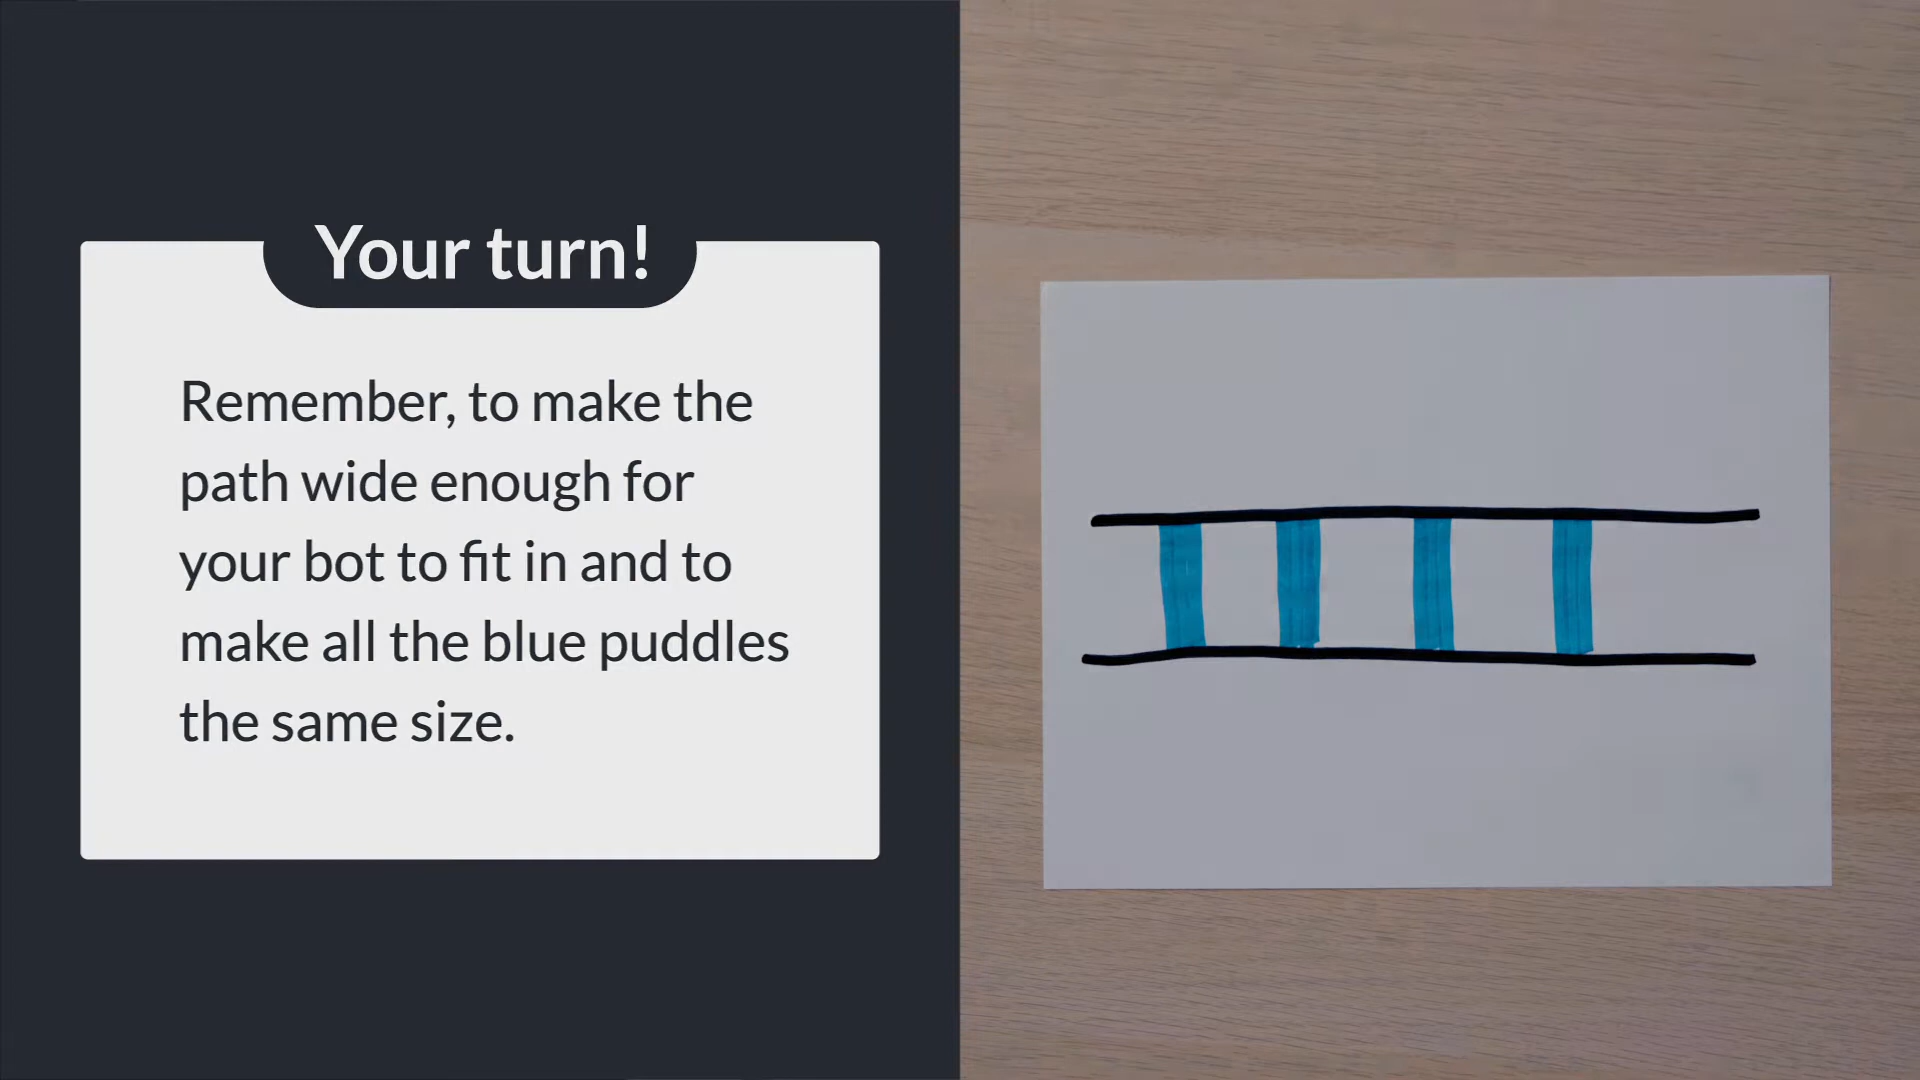 Your turn!
Remember, to make the
path wide enough for
your bot to fit in and to
make all the blue puddles
the same size.